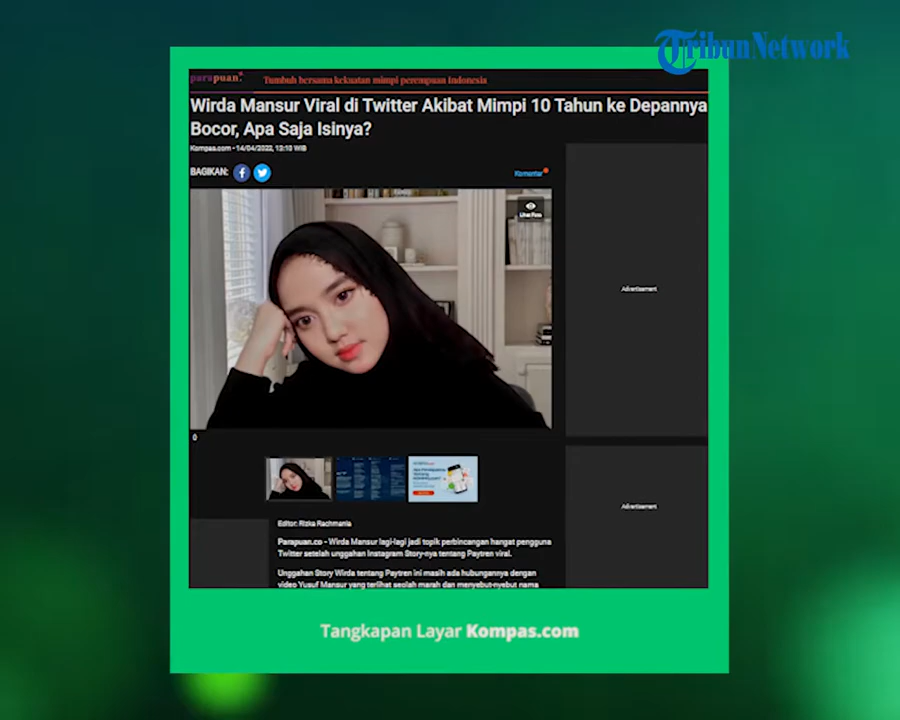 TribunNetwork
parapuan.
Tumbuh bersama kekuatan mimpi perempuan Indonesia
Wirda Mansur Viral di Twitter Akibat Mimpi 10 Tahun ke Depannya
Bocor, Apa Saja Isinya?
Kompas.com - 14/04/2022, 13:10 WIB
BAGIKAN:
Komentar
Lihat Foto
Advertisement
0
Advertisement
Editor: Rizka Rachmania
Parapuan.co - Wirda Mansur lagi-lagi jadi topik perbincangan hangat pengguna
Twitter setelah unggahan Instagram Story-nya tentang Paytren viral.
Unggahan Story Wirda tentang Paytren ini masih ada hubungannya dengan
video Yusuf Mansur yang terlihat seolah marah dan menyebut-nyebut nama
Tangkapan Layar Kompas.com